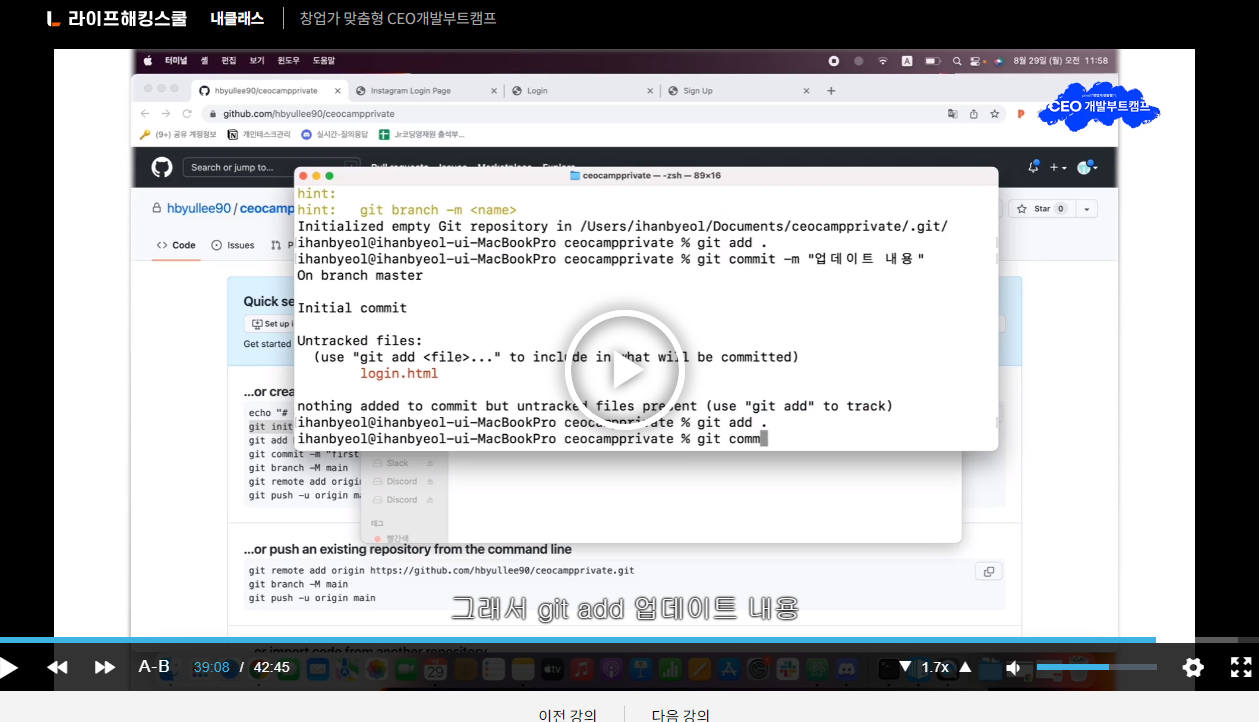 라이프해킹스쿨 내클래스 창업가 맞춤형 CEO개발부트캠프
터미널 셸 편집 보기 윈도우 도움말 A 8월 29일 (월) 오전 11:58
hbyullee90/ceocampprivate Instagram Login Page Login Sign Up
github.com/hbyullee90/ceocampprivate
CEO 개발부트캠프
(9+) 공유 계정정보 개인테스크관리 실시간-질의응답 Jr코딩영재원 출석부...
Search or jump to... Pull requests Issues Marketplace Explore
ceocampprivate — -zsh — 89×16
hint:
hint: git branch -m <name>
Initialized empty Git repository in /Users/ihanbyeol/Documents/ceocampprivate/.git/
ihanbyeol@ihanbyeol-ui-MacBookPro ceocampprivate % git add .
ihanbyeol@ihanbyeol-ui-MacBookPro ceocampprivate % git commit -m "업데이트 내용"
On branch master
Initial commit
Untracked files:
(use "git add <file>..." to include in what will be committed)
login.html
nothing added to commit but untracked files present (use "git add" to track)
ihanbyeol@ihanbyeol-ui-MacBookPro ceocampprivate % git add .
ihanbyeol@ihanbyeol-ui-MacBookPro ceocampprivate % git comm
hbyullee90/ceocamp
Star 0
Code Issues P
Quick se
Set up i
Get started
...or crea
echo "#
git init
git add
git commit -m "first
git branch -M main
git remote add origin
git push -u origin ma
Slack
Discord
Discord
태그
빨간색
...or push an existing repository from the command line
git remote add origin https://github.com/hbyullee90/ceocampprivate.git
git branch -M main
git push -u origin main
그래서 git add 업데이트 내용
...or import code from another repository
A-B 39:08 / 42:45 1.7x
이전 강의 다음 강의